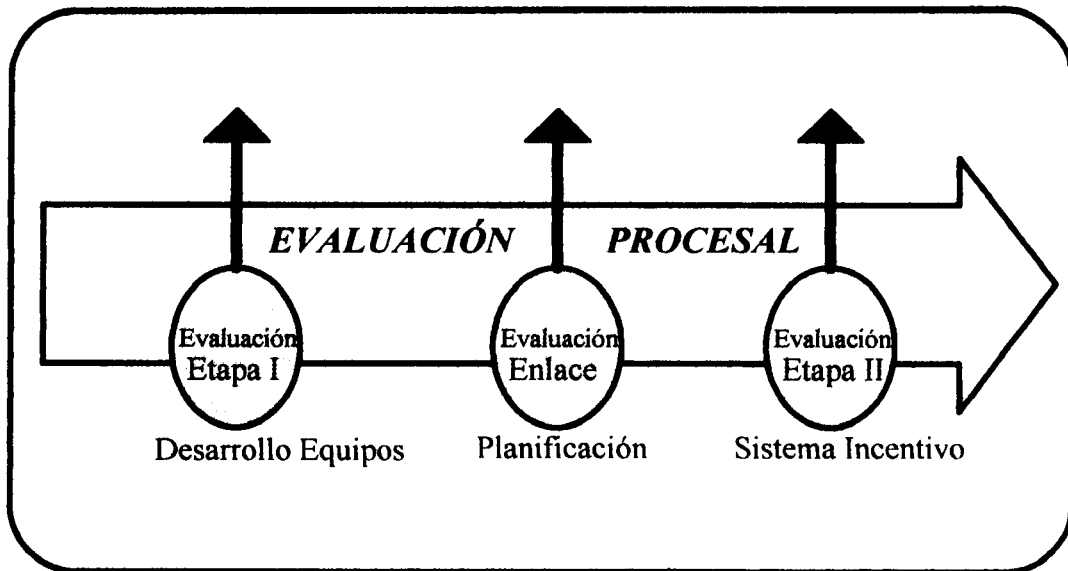 EVALUACIÓN PROCESAL
Evaluación
Etapa I
Evaluación
Enlace
Evaluación
Etapa II
Desarrollo Equipos
Planificación
Sistema Incentivo